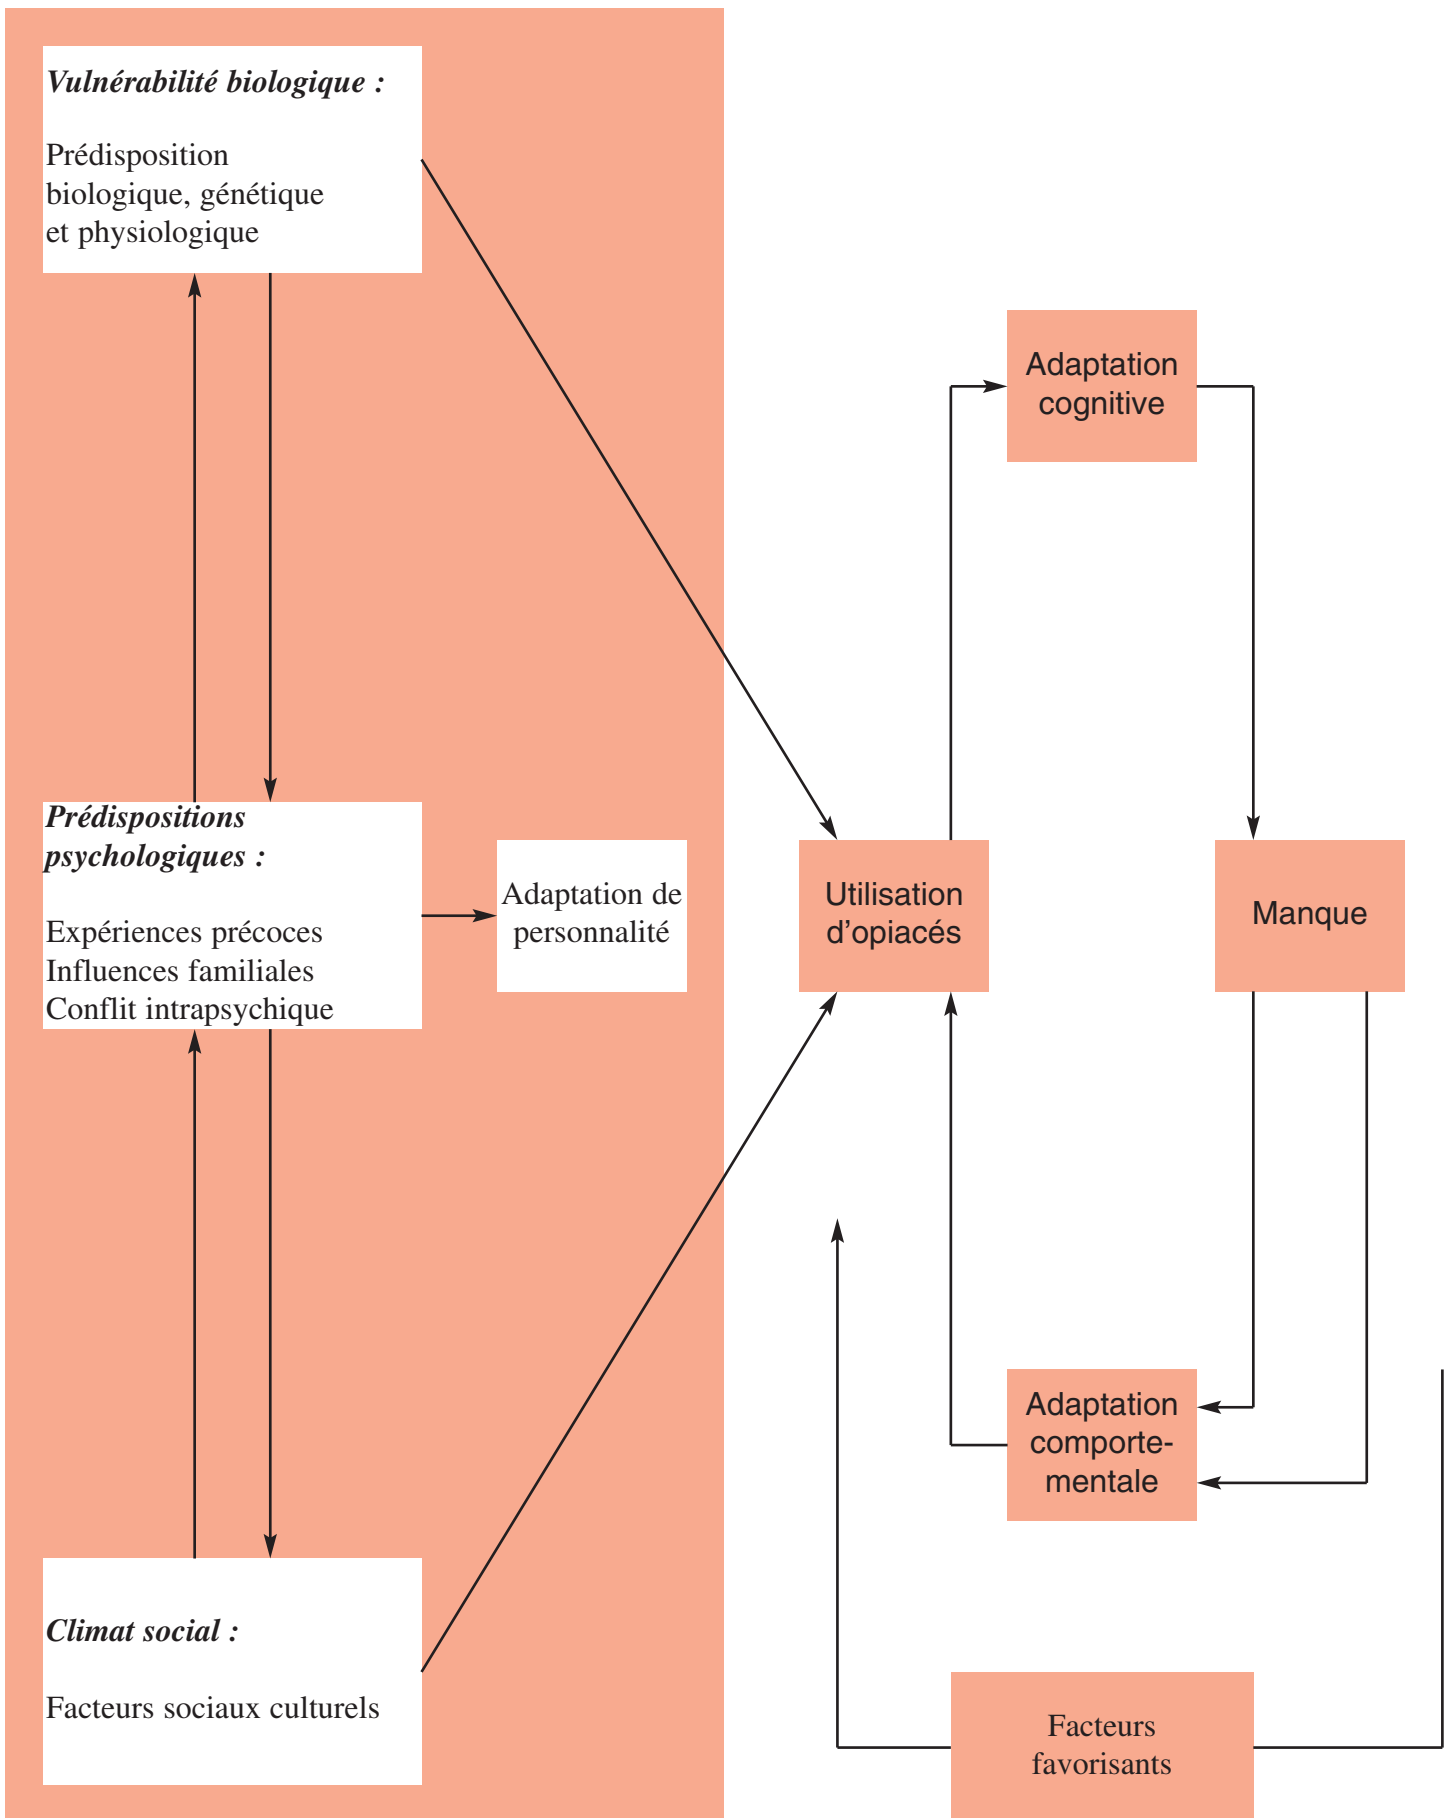 Vulnérabilité biologique :
Prédisposition
biologique, génétique
et physiologique
Adaptation
cognitive
Prédispositions
psychologiques :
Expériences précoces
Influences familiales
Conflit intrapsychique
Adaptation de
personnalité
Utilisation
d'opiacés
Manque
Adaptation
comporte-
mentale
Climat social :
Facteurs sociaux culturels
Facteurs
favorisants